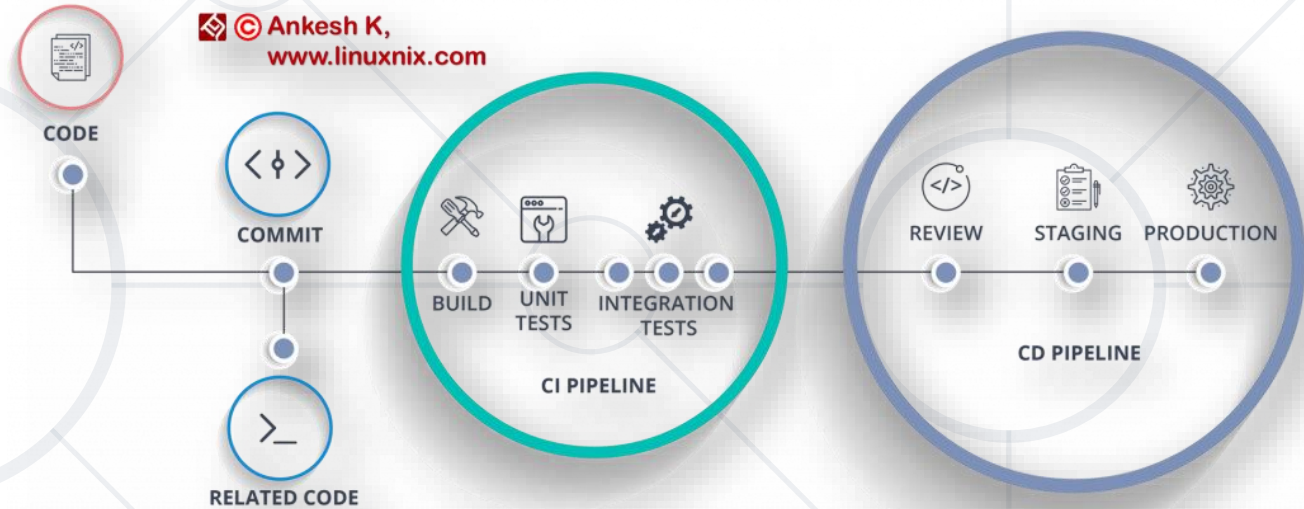 © Ankesh K,
www.linuxnix.com
CODE
COMMIT
RELATED CODE
BUILD
UNIT
TESTS
INTEGRATION
TESTS
CI PIPELINE
REVIEW
STAGING
PRODUCTION
CD PIPELINE